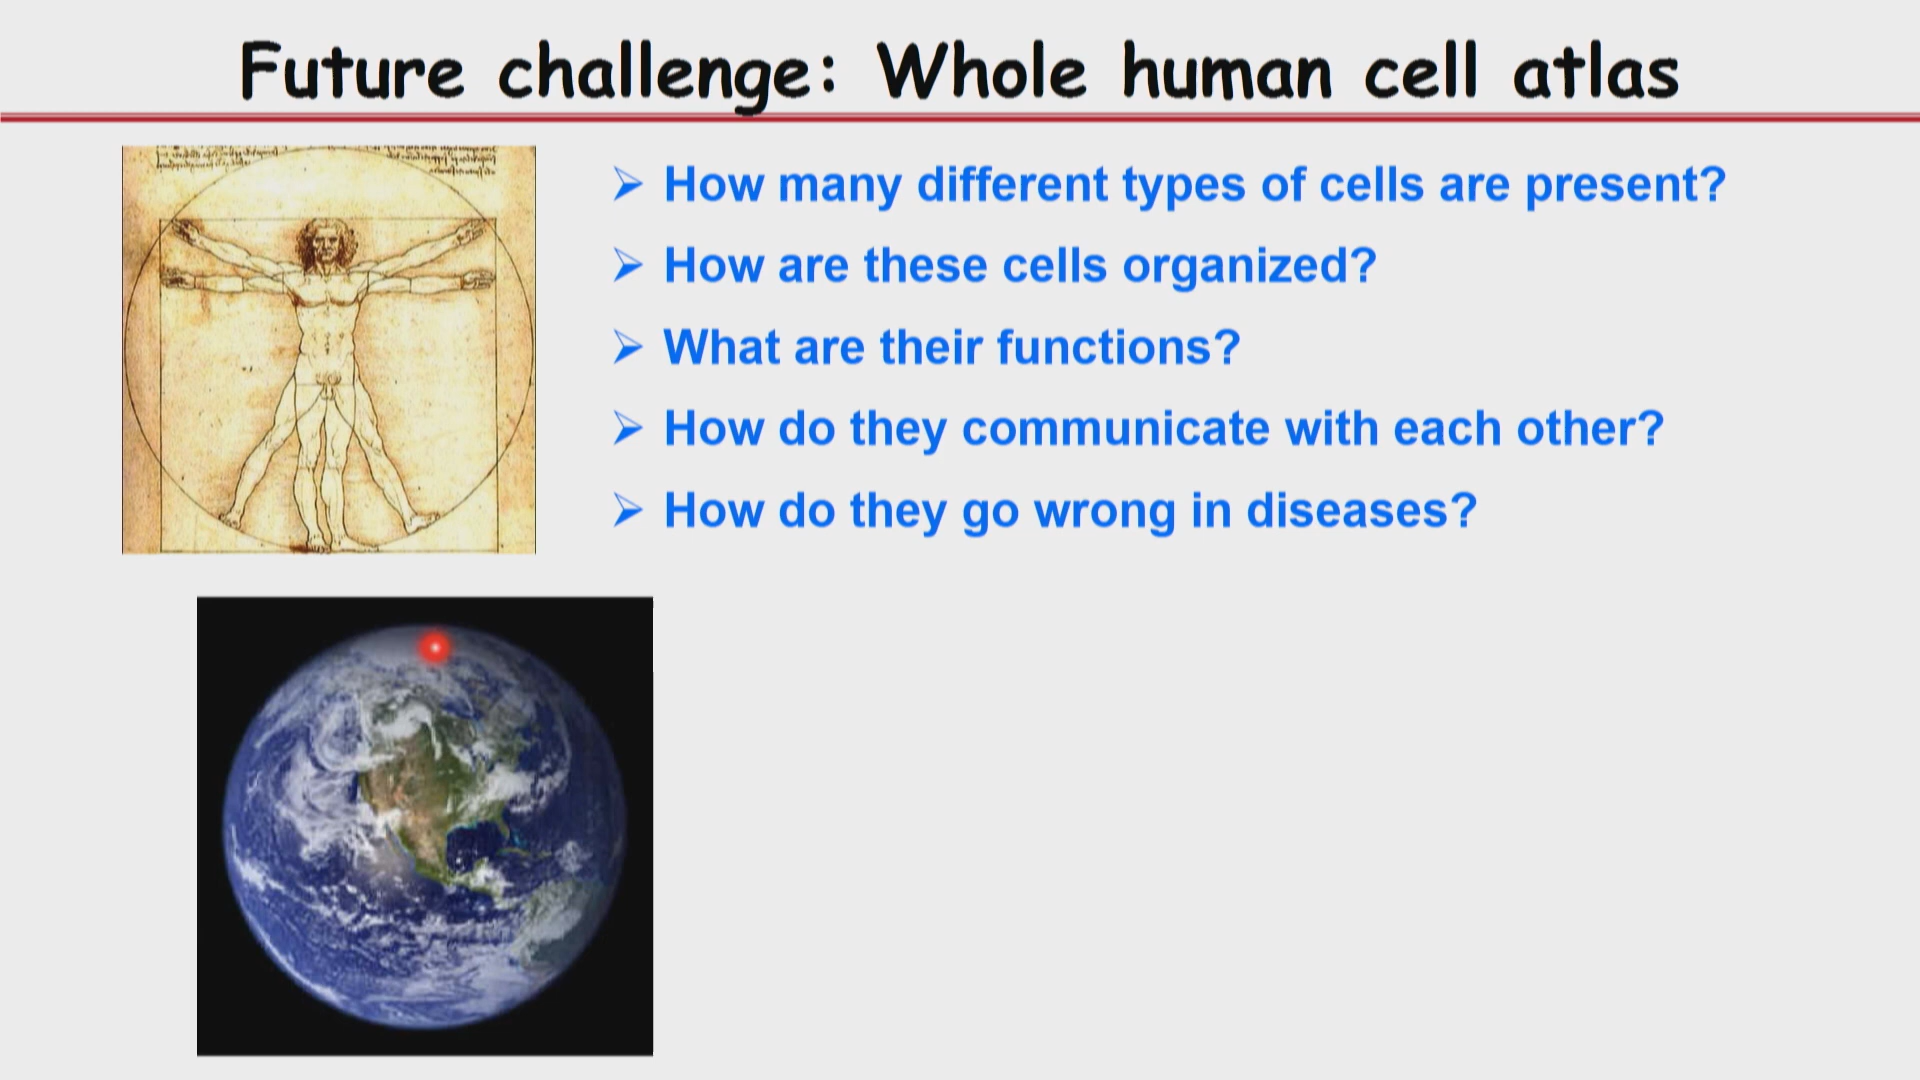 Future challenge: Whole human cell atlas
➢ How many different types of cells are present?
➢ How are these cells organized?
➢ What are their functions?
➢ How do they communicate with each other?
➢ How do they go wrong in diseases?